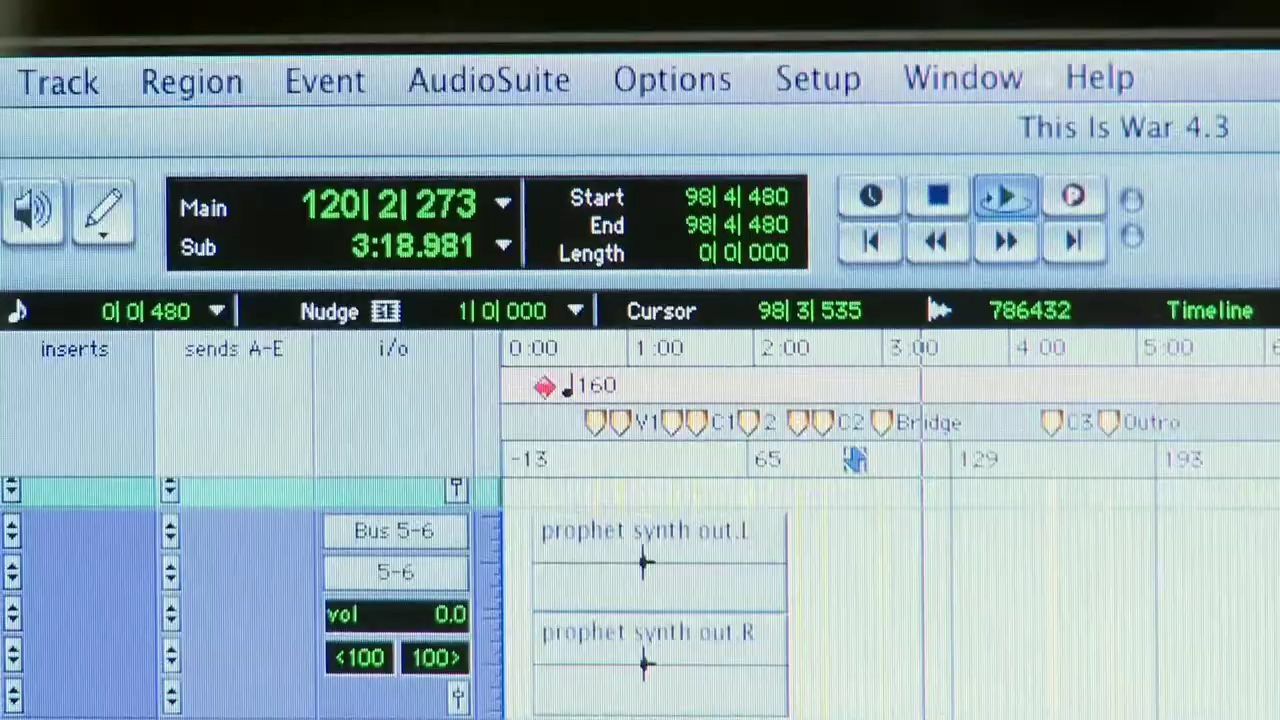 Track Region Event AudioSuite Options Setup Window Help
This Is War 4.3
Main 120| 2| 273
Sub 3:18.981
Start 98| 4| 480
End 98| 4| 480
Length 0| 0| 000
0| 0| 480 Nudge 1| 0| 000 Cursor 98| 3| 535 786432 Timeline
inserts sends A-E i/o 0:00 1:00 2:00 3:00 4:00 5:00
160
V1 C1 2 C2 Bridge C3 Outro
-13 65 129 193
Bus 5-6
5-6
vol 0.0
<100 100>
prophet synth out.L
prophet synth out.R